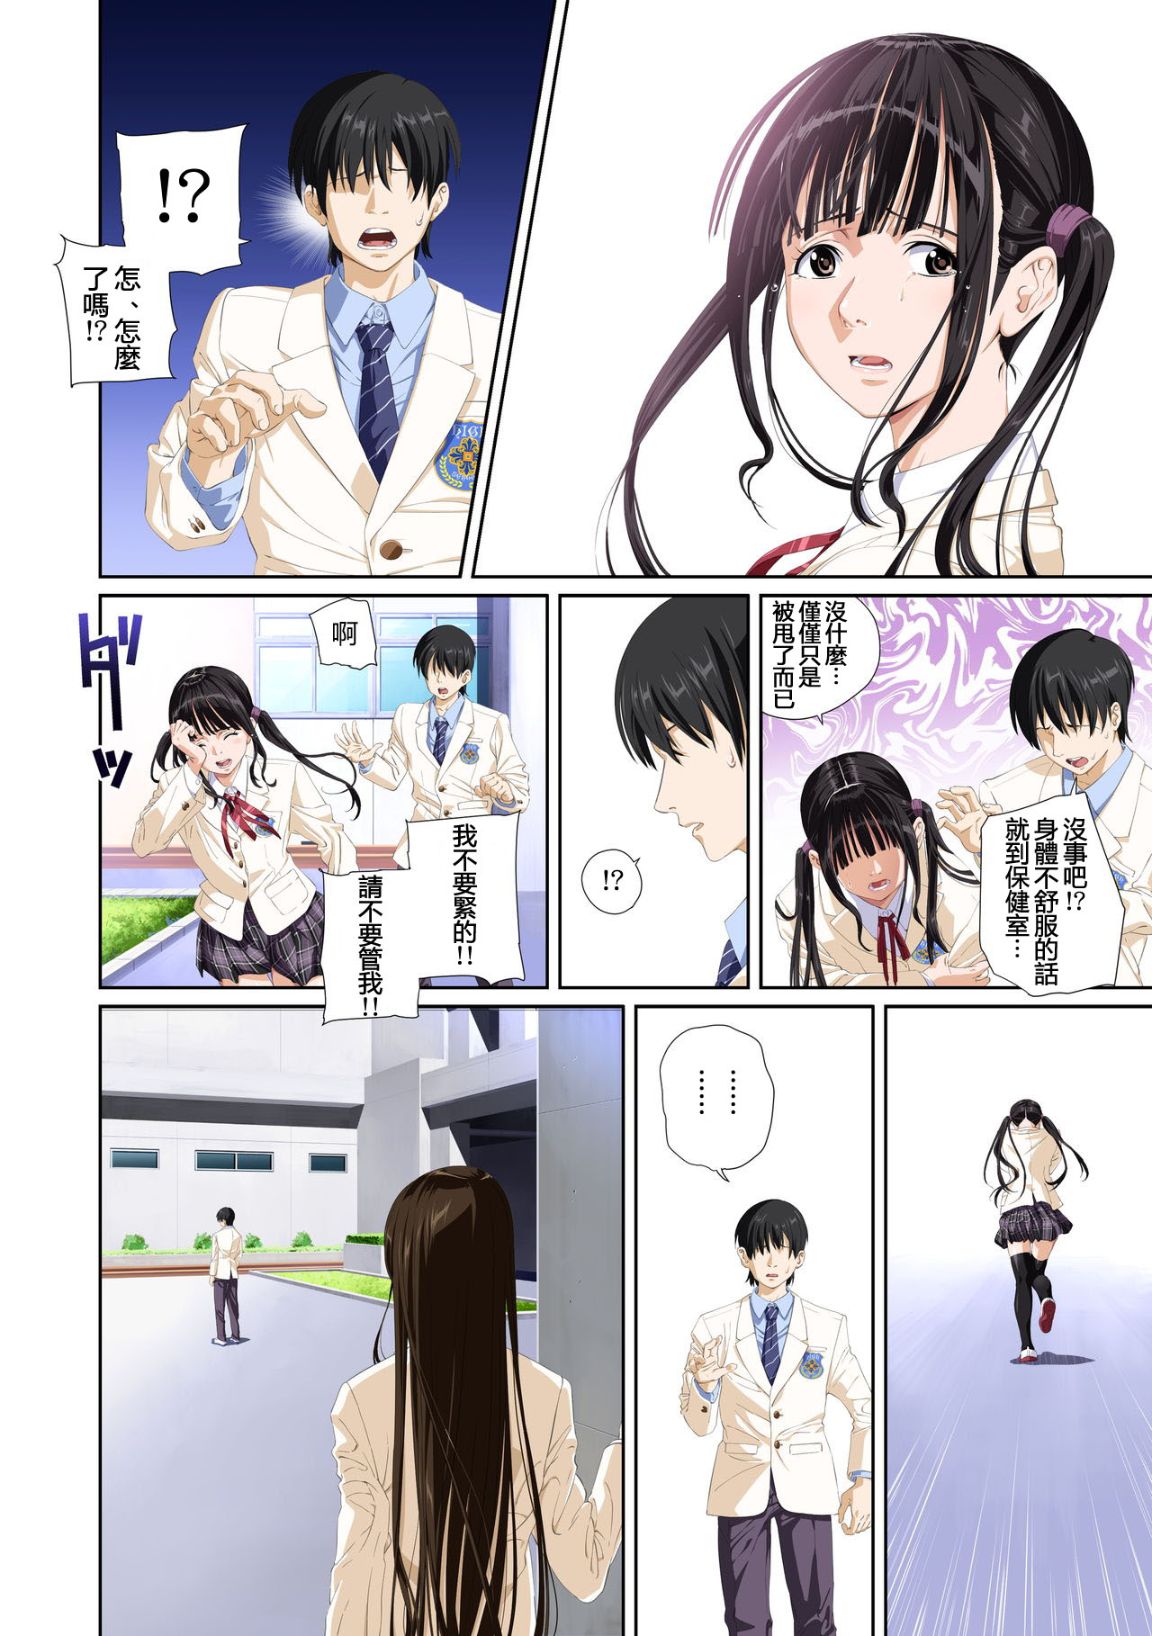 !?
怎、怎麼
了嗎!?
沒事吧!?
身體不舒服的話
就到保健室…
沒什麼…
僅僅只是
被甩了而已
!?
啊
我不要緊的!!
請不要管我!!
ダッ
ッ
……
……